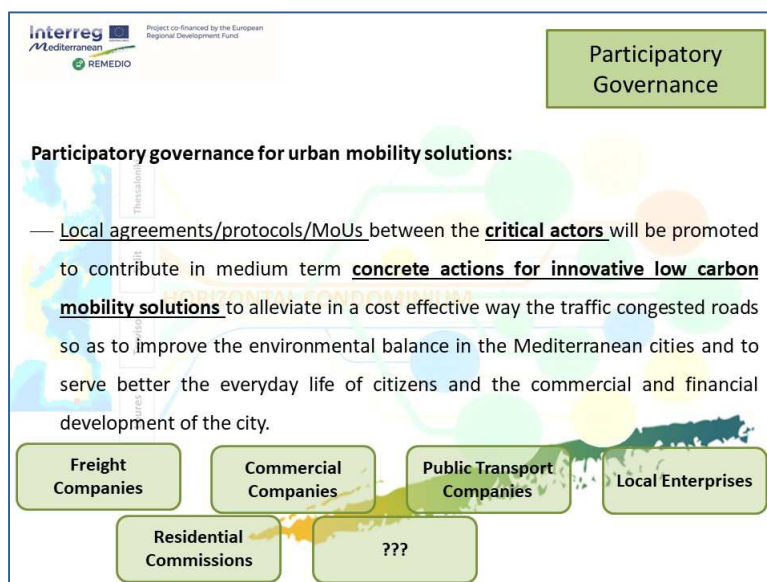 Interreg
Mediterranean
REMEDIO
Project co-financed by the European
Regional Development Fund
Participatory
Governance
Participatory governance for urban mobility solutions:
— Local agreements/protocols/MoUs between the critical actors will be promoted
to contribute in medium term concrete actions for innovative low carbon
mobility solutions to alleviate in a cost effective way the traffic congested roads
so as to improve the environmental balance in the Mediterranean cities and to
serve better the everyday life of citizens and the commercial and financial
development of the city.
Thessaloniki
HORIZONTAL CONDOMINIUM
Freight
Companies
Commercial
Companies
Public Transport
Companies
Local Enterprises
Residential
Commissions
???